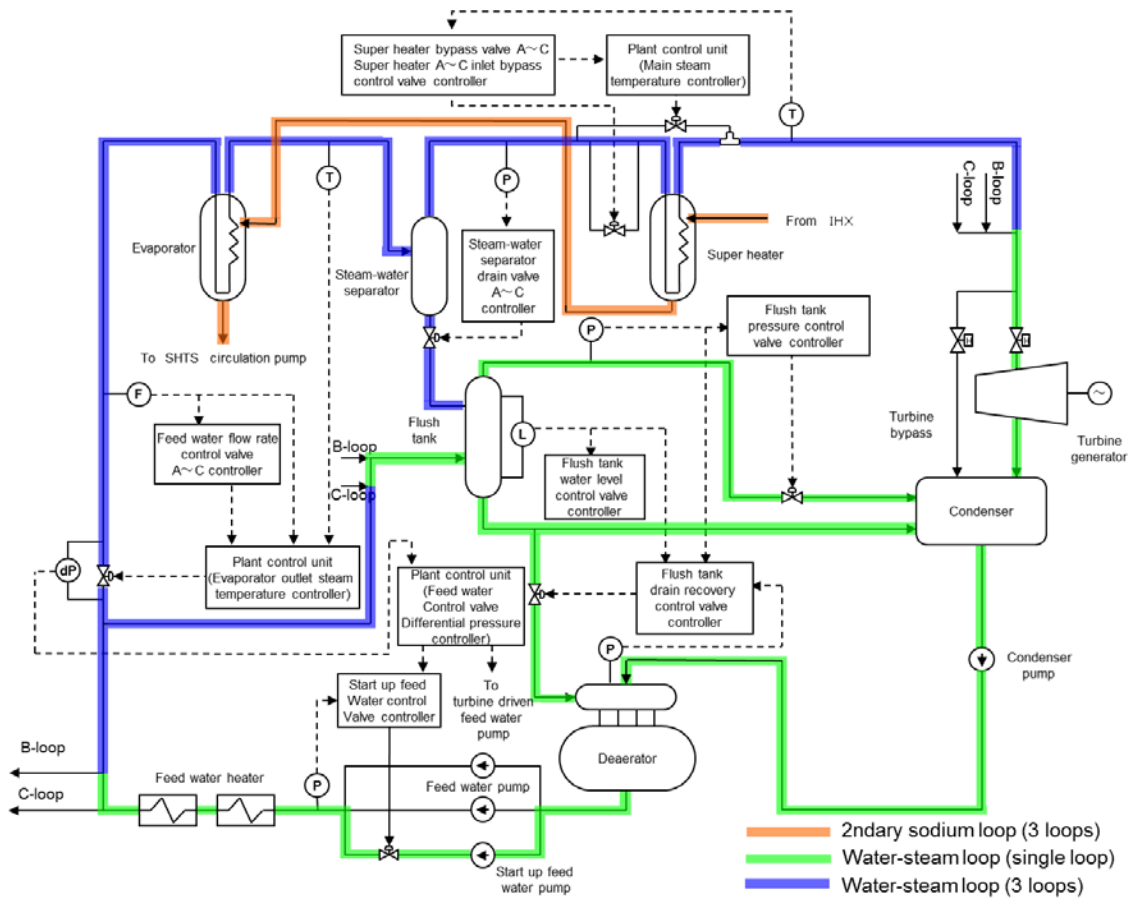 Super heater bypass valve A～C
Super heater A～C inlet bypass
control valve controller
Plant control unit
(Main steam
temperature controller)
T
T
P
C-loop
B-loop
Evaporator
Steam-water
separator
Steam-water
separator
drain valve
A～C
controller
From IHX
Super heater
To SHTS circulation pump
P
Flush tank
pressure control
valve controller
F
Flush
tank
L
Turbine
bypass
～
Turbine
generator
Feed water flow rate
control valve
A～C controller
B-loop
C-loop
Flush tank
water level
control valve
controller
Condenser
dP
Plant control unit
(Evaporator outlet steam
temperature controller)
Plant control unit
(Feed water
Control valve
Differential pressure
controller)
Flush tank
drain recovery
control valve
controller
P
Condenser
pump
Start up feed
Water control
Valve controller
To
turbine driven
feed water
pump
Deaerator
B-loop
C-loop
Feed water heater
P
Feed water pump
Start up feed
water pump
2ndary sodium loop (3 loops)
Water-steam loop (single loop)
Water-steam loop (3 loops)